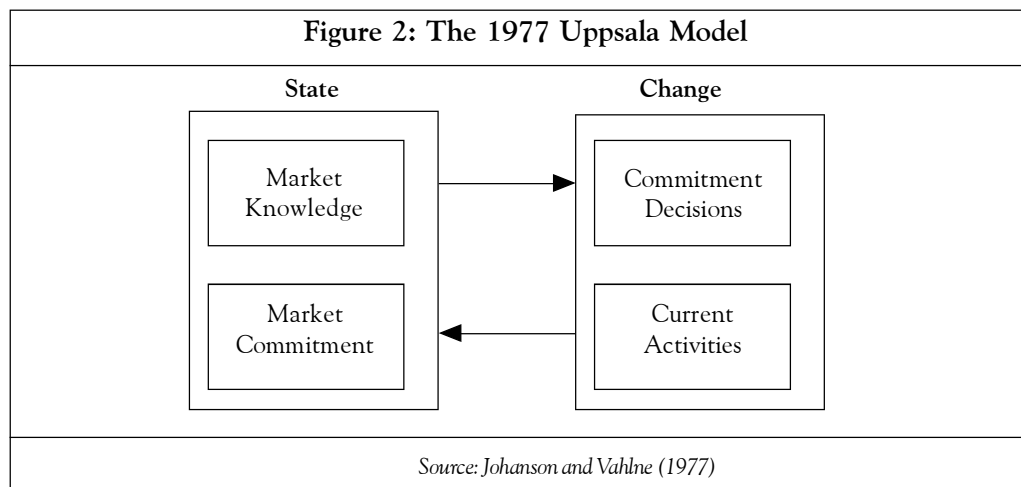 Figure 2: The 1977 Uppsala Model
State
Change
Market
Knowledge
Commitment
Decisions
Market
Commitment
Current
Activities
Source: Johanson and Vahlne (1977)